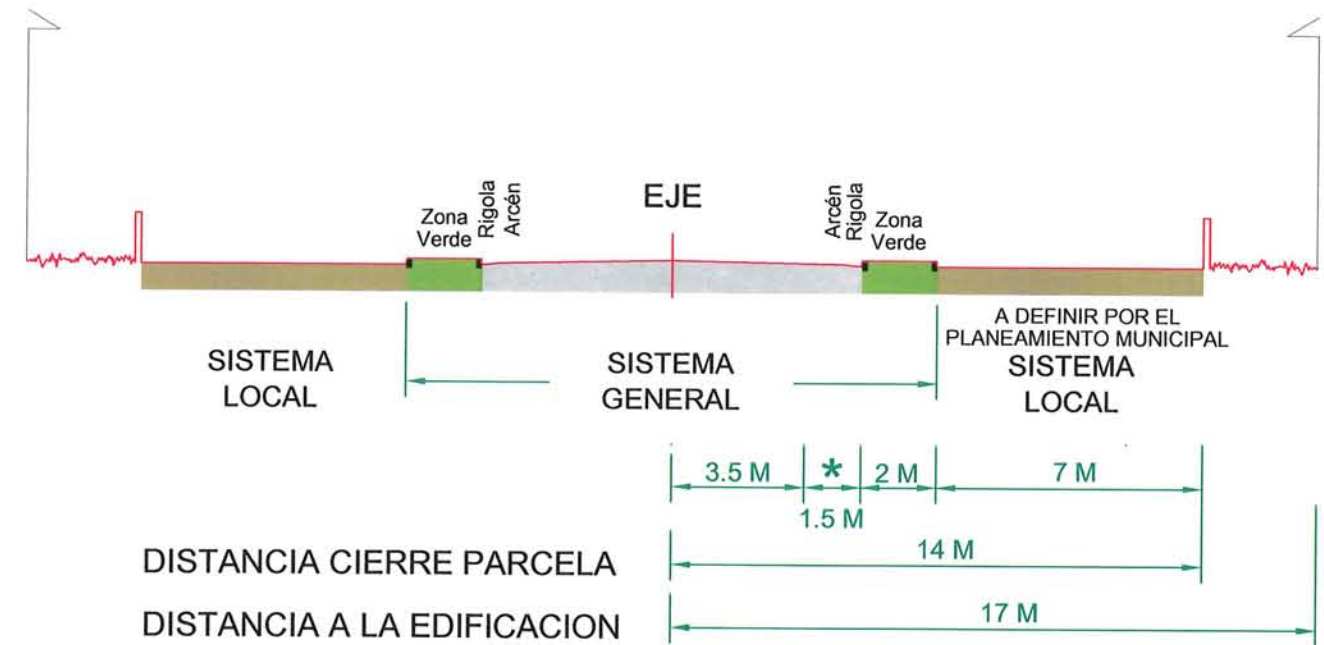 EJE
Zona
Verde
Rigola
Arcén
Arcén
Rigola
Zona
Verde
A DEFINIR POR EL
PLANEAMIENTO MUNICIPAL
SISTEMA
LOCAL
SISTEMA
GENERAL
SISTEMA
LOCAL
3.5 M
*
2 M
7 M
1.5 M
DISTANCIA CIERRE PARCELA
14 M
DISTANCIA A LA EDIFICACION
17 M